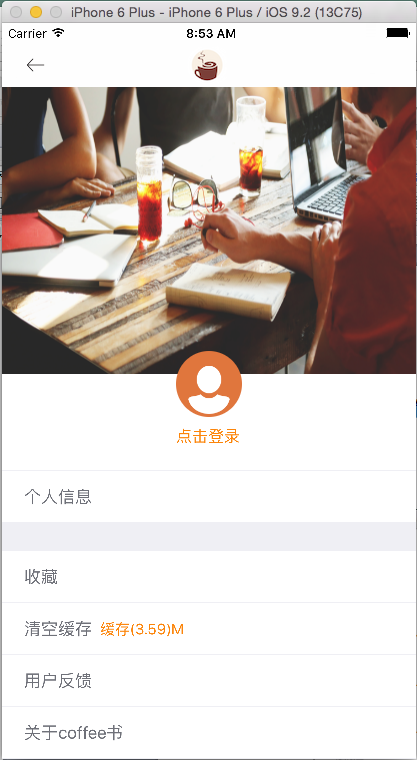 iPhone 6 Plus - iPhone 6 Plus / iOS 9.2 (13C75)
Carrier 8:53 AM
点击登录
个人信息
收藏
清空缓存 缓存(3.59)M
用户反馈
关于coffee书